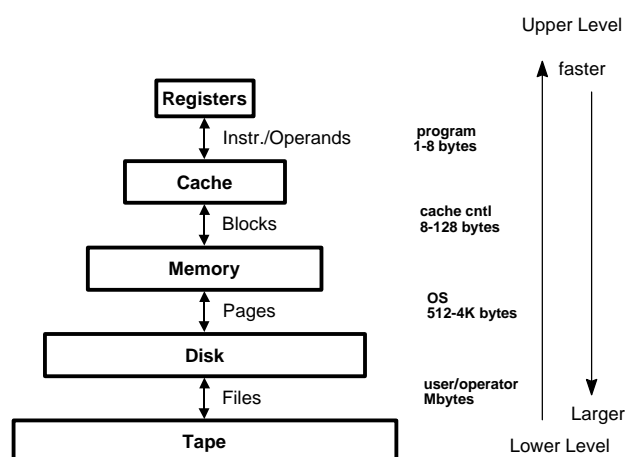 Upper Level
faster
Registers
Instr./Operands
program
1-8 bytes
Cache
Blocks
cache cntl
8-128 bytes
Memory
Pages
OS
512-4K bytes
Disk
Files
user/operator
Mbytes
Larger
Tape
Lower Level